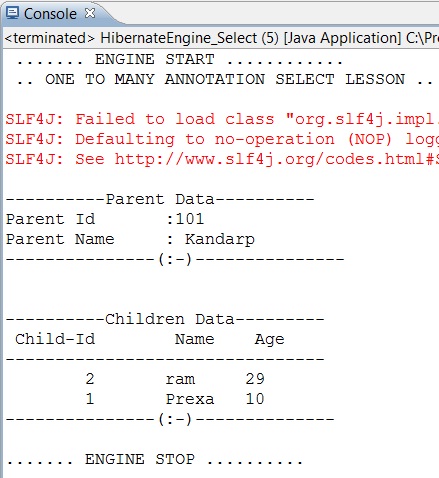 Console
<terminated> HibernateEngine_Select (5) [Java Application] C:\Pr
....... ENGINE START ............
.. ONE TO MANY ANNOTATION SELECT LESSON ..
SLF4J: Failed to load class "org.slf4j.impl.
SLF4J: Defaulting to no-operation (NOP) logg
SLF4J: See http://www.slf4j.org/codes.html#S
----------Parent Data----------
Parent Id       :101
Parent Name     : Kandarp
---------------(:-)---------------
----------Children Data---------
Child-Id        Name    Age
--------------------------------
2       ram     29
1       Prexa   10
---------------(:-)--------------
....... ENGINE STOP ..........